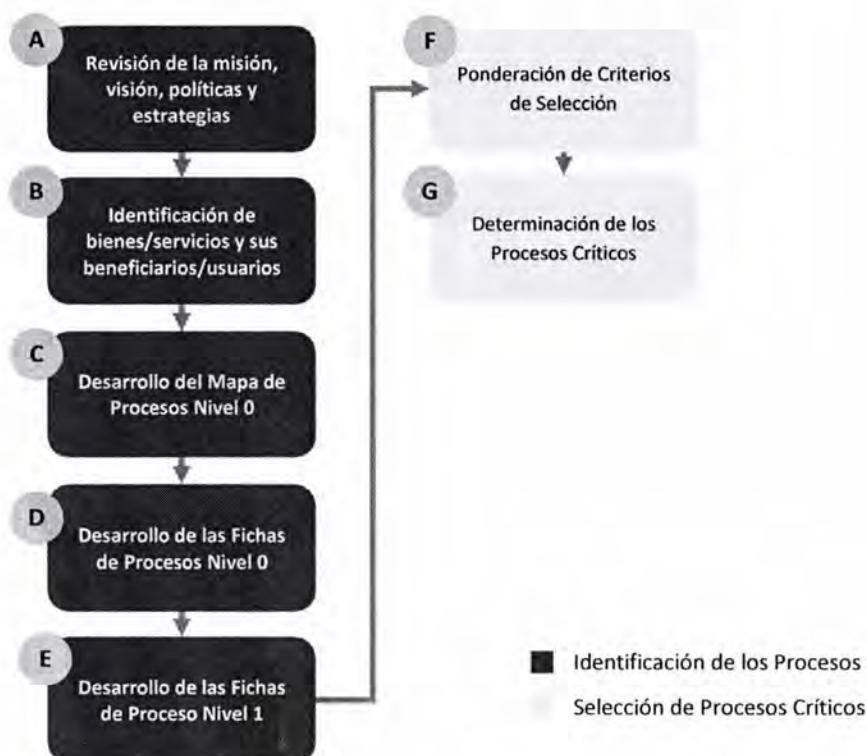 A
Revisión de la misión,
visión, políticas y
estrategias
B
Identificación de
bienes/servicios y sus
beneficiarios/usuarios
C
Desarrollo del Mapa de
Procesos Nivel 0
D
Desarrollo de las Fichas
de Procesos Nivel 0
E
Desarrollo de las Fichas
de Proceso Nivel 1
F
Ponderación de Criterios
de Selección
G
Determinación de los
Procesos Críticos
Identificación de los Procesos
Selección de Procesos Críticos